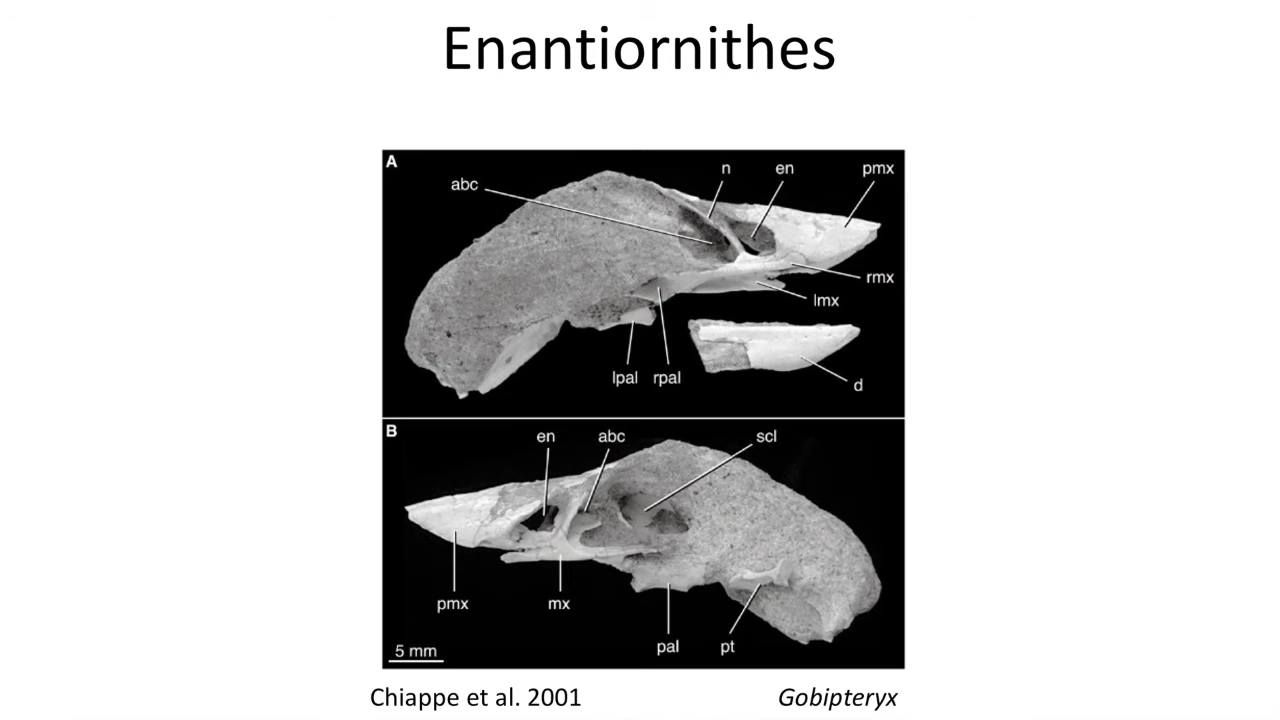 Enantiornithes
A
abc
n
en
pmx
rmx
lmx
lpal
rpal
d
B
en
abc
scl
pmx
mx
pal
pt
5 mm
Chiappe et al. 2001
Gobipteryx